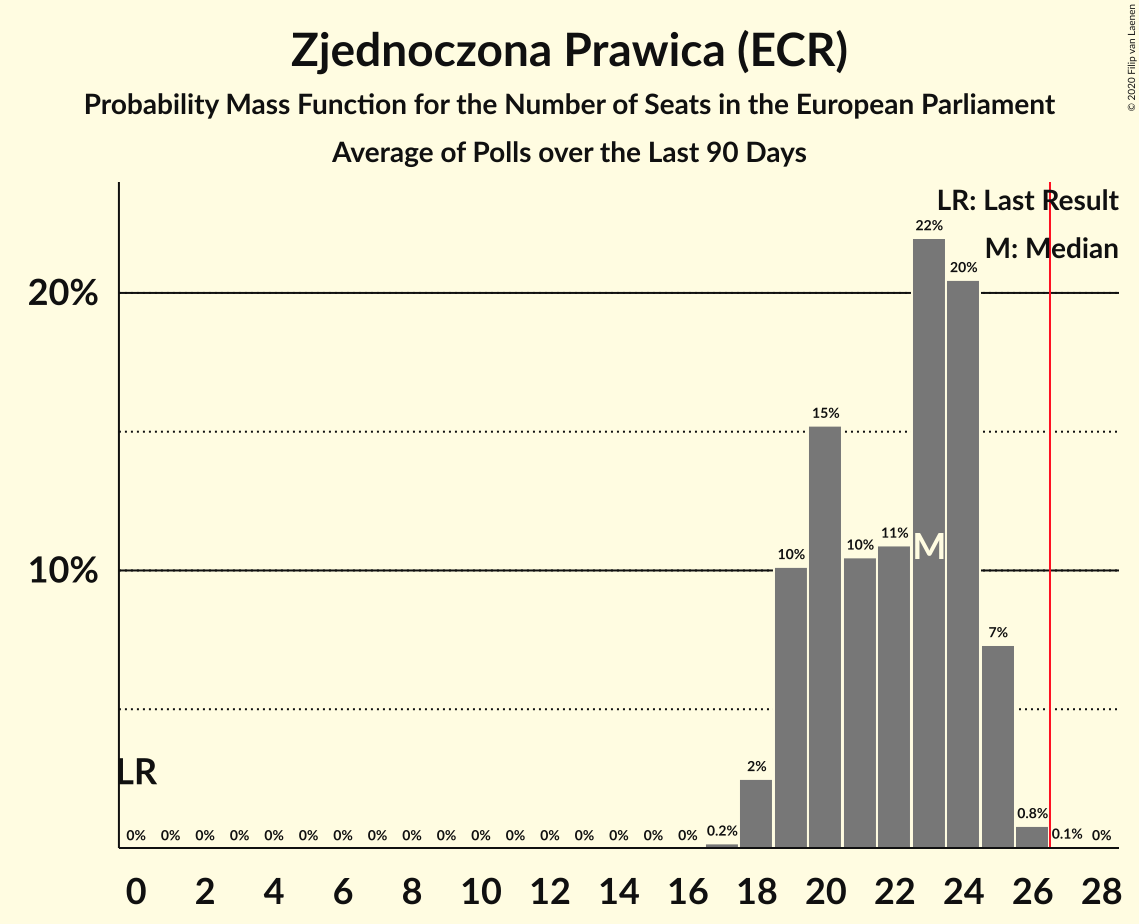 Zjednoczona Prawica (ECR)
Probability Mass Function for the Number of Seats in the European Parliament
Average of Polls over the Last 90 Days
© 2020 Filip van Laenen
LR: Last Result
M: Median
20%
10%
22%
20%
15%
10%
11%
10%
M
7%
2%
LR
0% 0% 0% 0% 0% 0% 0% 0% 0% 0% 0% 0% 0% 0% 0% 0% 0% 0.2% 0.8% 0.1% 0%
0 2 4 6 8 10 12 14 16 18 20 22 24 26 28